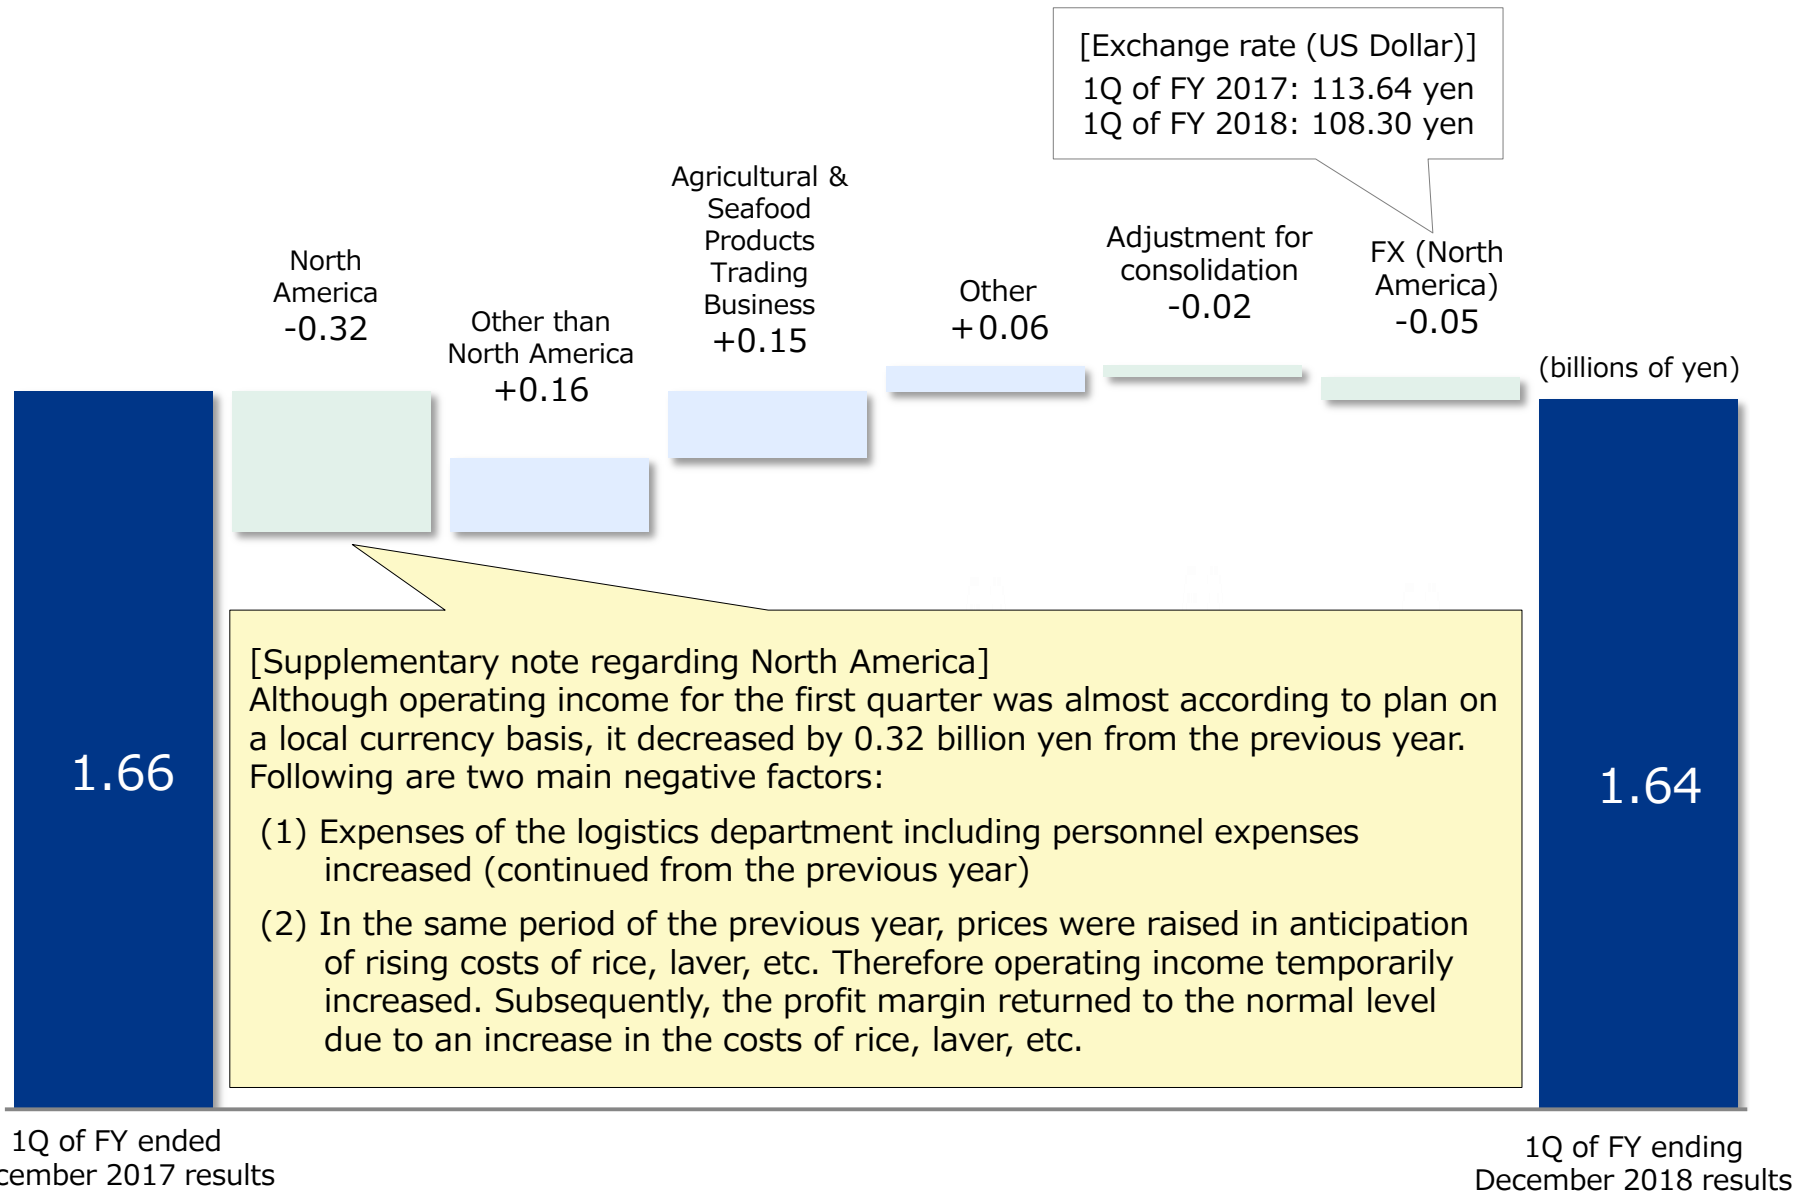 [Exchange rate (US Dollar)]
1Q of FY 2017: 113.64 yen
1Q of FY 2018: 108.30 yen
North
America
-0.32
Other than
North America
+0.16
Agricultural &
Seafood
Products
Trading
Business
+0.15
Other
+0.06
Adjustment for
consolidation
-0.02
FX (North
America)
-0.05
(billions of yen)
1.66
[Supplementary note regarding North America]
Although operating income for the first quarter was almost according to plan on
a local currency basis, it decreased by 0.32 billion yen from the previous year.
Following are two main negative factors:
(1) Expenses of the logistics department including personnel expenses
increased (continued from the previous year)
(2) In the same period of the previous year, prices were raised in anticipation
of rising costs of rice, laver, etc. Therefore operating income temporarily
increased. Subsequently, the profit margin returned to the normal level
due to an increase in the costs of rice, laver, etc.
1.64
1Q of FY ended
cember 2017 results
1Q of FY ending
December 2018 results